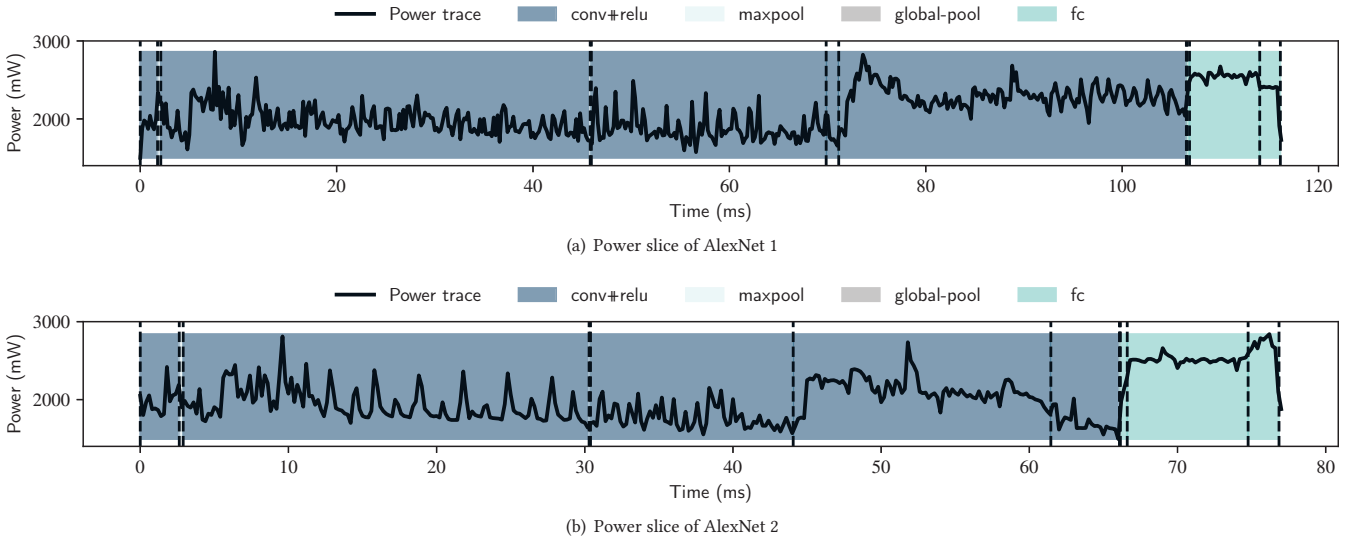 Power trace conv+relu maxpool global-pool fc
3000
2000
Power (mW)
0 20 40 60 80 100 120
Time (ms)
(a) Power slice of AlexNet 1
Power trace conv+relu maxpool global-pool fc
3000
2000
Power (mW)
0 10 20 30 40 50 60 70 80
Time (ms)
(b) Power slice of AlexNet 2